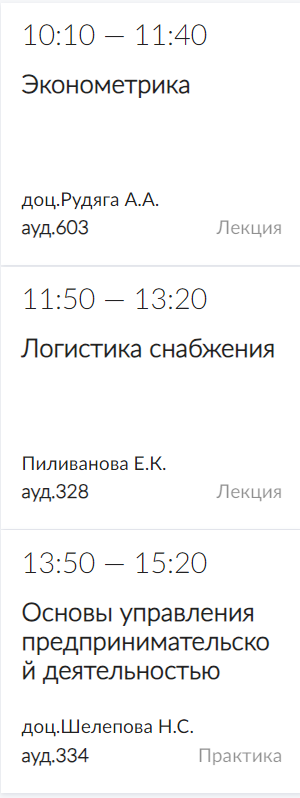 10:10 — 11:40
Эконометрика
доц.Рудяга А.А.
ауд.603 Лекция
11:50 — 13:20
Логистика снабжения
Пиливанова Е.К.
ауд.328 Лекция
13:50 — 15:20
Основы управления
предпринимательско
й деятельностью
доц.Шелепова Н.С.
ауд.334 Практика